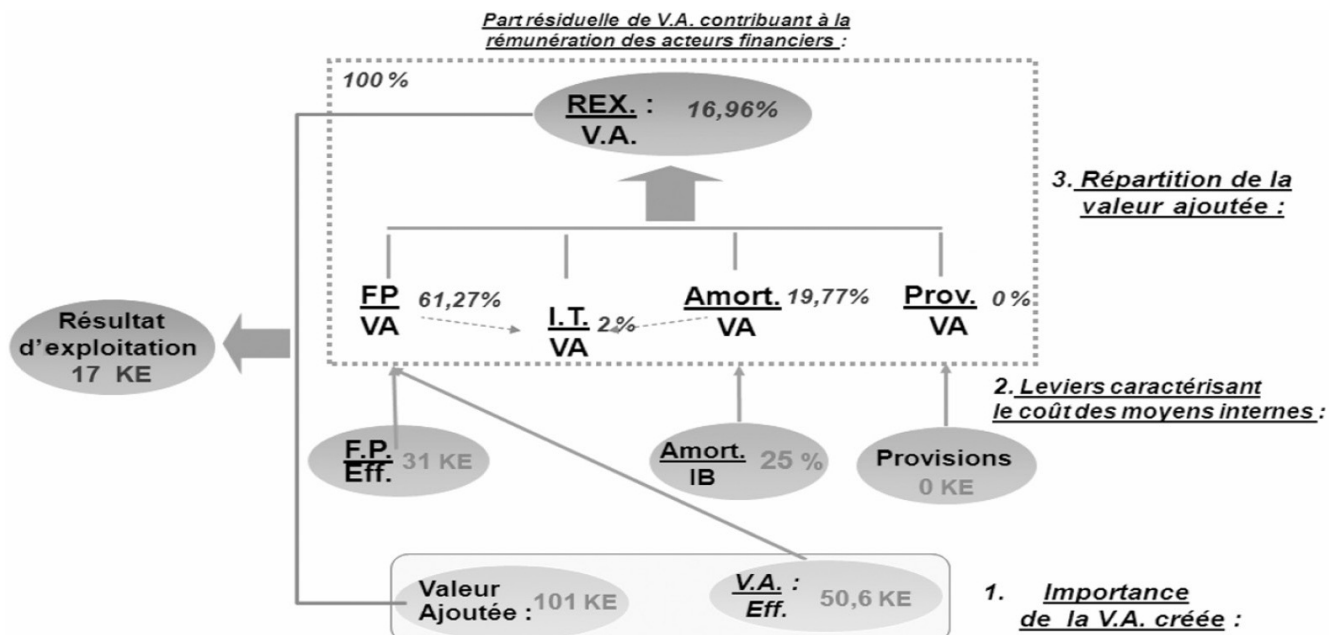 Part résiduelle de V.A. contribuant à la
rémunération des acteurs financiers :
100 %
REX. : 16,96%
V.A.
3. Répartition de la
valeur ajoutée :
FP 61,27%
VA
I.T. 2%
VA
Amort. 19,77%
VA
Prov. 0 %
VA
Résultat
d'exploitation
17 KE
2. Leviers caractérisant
le coût des moyens internes :
F.P. 31 KE
Eff.
Amort. 25 %
IB
Provisions
0 KE
Valeur
Ajoutée : 101 KE
V.A. : 50,6 KE
Eff.
1. Importance
de la V.A. créée :